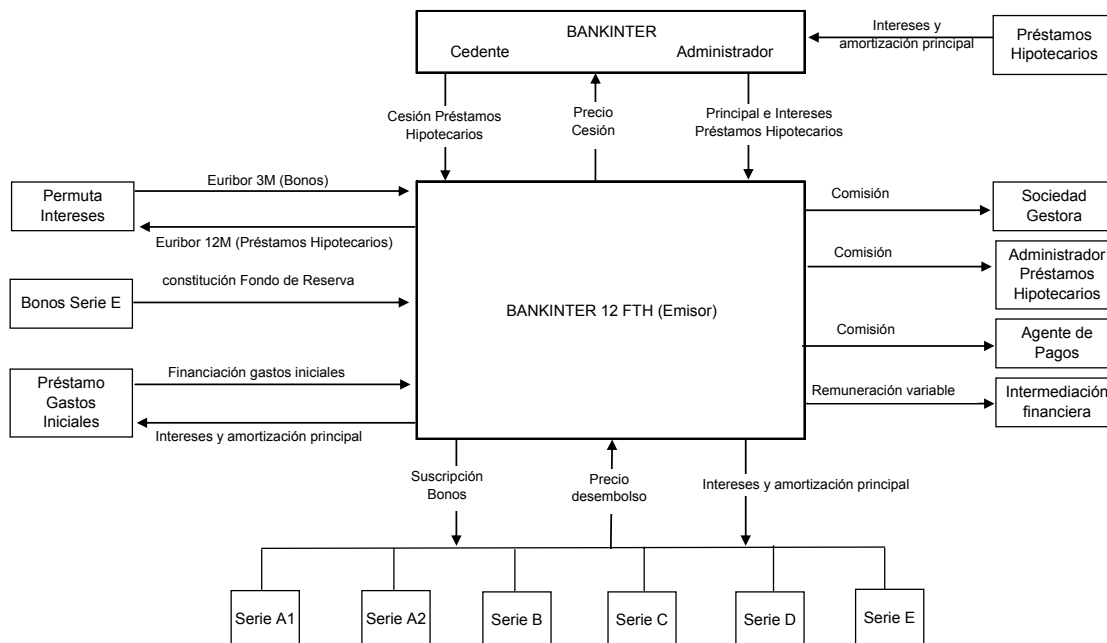 BANKINTER
Cedente
Administrador
Intereses y
amortización principal
Préstamos
Hipotecarios
Cesión Préstamos
Hipotecarios
Precio
Cesión
Principal e Intereses
Préstamos Hipotecarios
Permuta
Intereses
Euribor 3M (Bonos)
Euribor 12M (Préstamos Hipotecarios)
Bonos Serie E
constitución Fondo de Reserva
Préstamo
Gastos
Iniciales
Financiación gastos iniciales
Intereses y amortización principal
BANKINTER 12 FTH (Emisor)
Comisión
Sociedad
Gestora
Comisión
Administrador
Préstamos
Hipotecarios
Comisión
Agente de
Pagos
Remuneración variable
Intermediación
financiera
Suscripción
Bonos
Precio
desembolso
Intereses y amortización principal
Serie A1
Serie A2
Serie B
Serie C
Serie D
Serie E